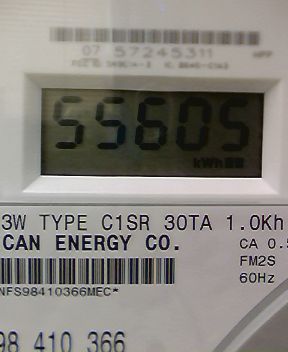 07 57245311
55605
kWh
3W TYPE C1SR 30TA 1.0Kh
CAN ENERGY CO.
CA 0.5
FM2S
60Hz
NFS98410366MEC*
98 410 366